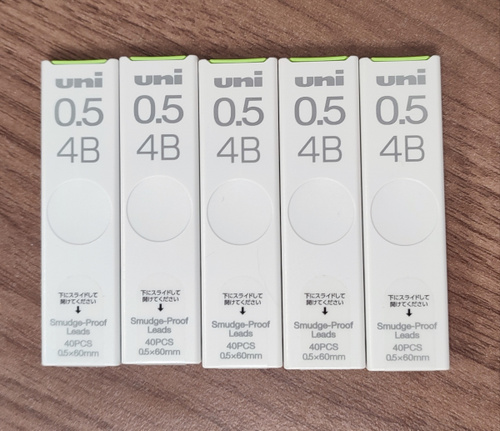 uni
0.5
4B
下にスライドして
開けてください
Smudge-Proof
Leads
40PCS
0.5×60mm
uni
0.5
4B
下にスライドして
開けてください
Smudge-Proof
Leads
40PCS
0.5×60mm
uni
0.5
4B
下にスライドして
開けてください
Smudge-Proof
Leads
40PCS
0.5×60mm
uni
0.5
4B
下にスライドして
開けてください
Smudge-Proof
Leads
40PCS
0.5×60mm
uni
0.5
4B
下にスライドして
開けてください
Smudge-Proof
Leads
40PCS
0.5×60mm